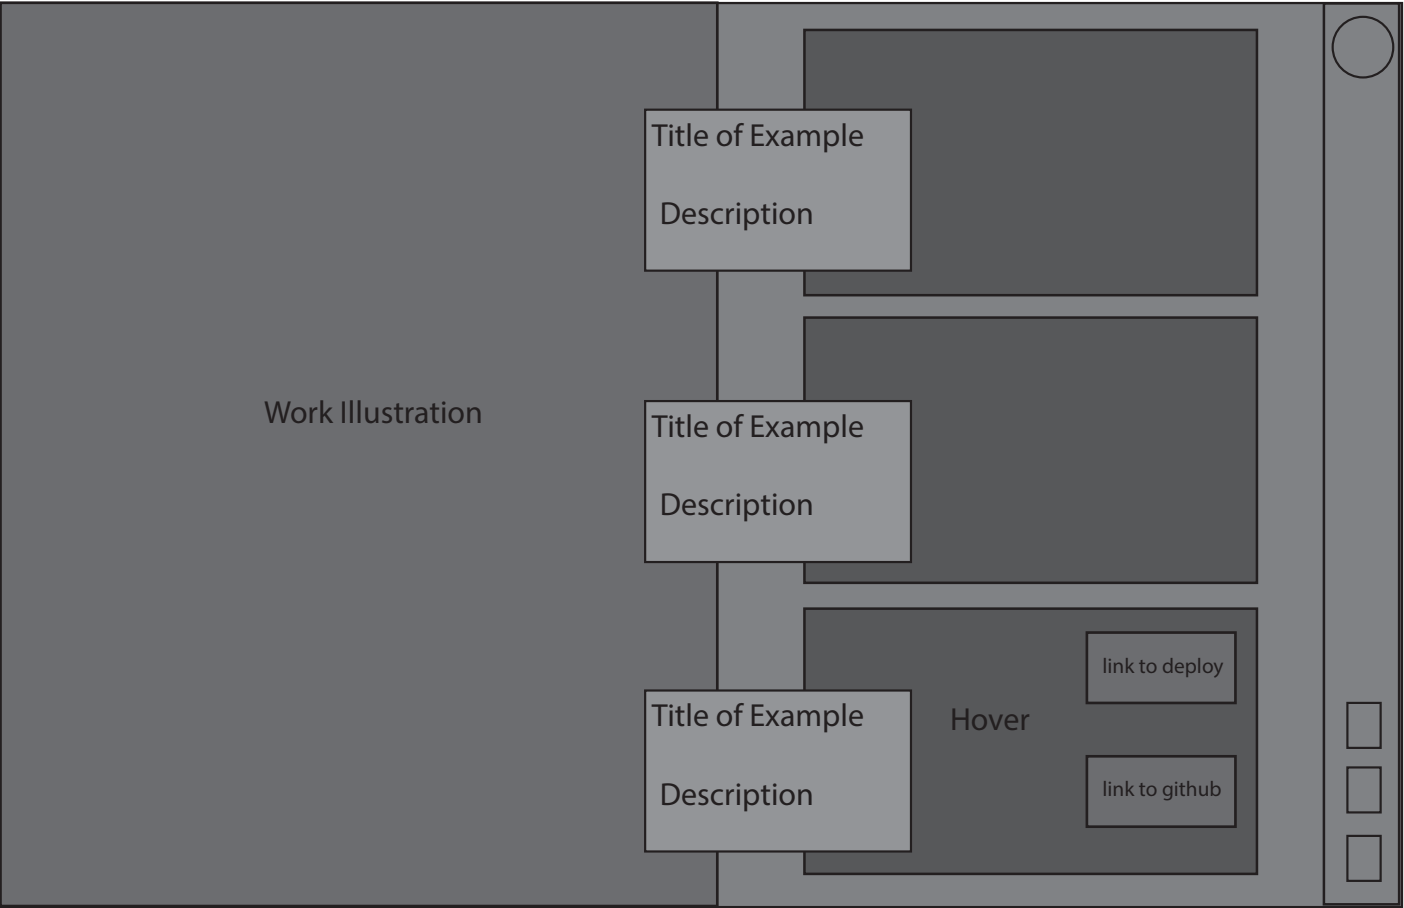 Work Illustration
Title of Example
Description
Title of Example
Description
Title of Example
Description
Hover
link to deploy
link to github